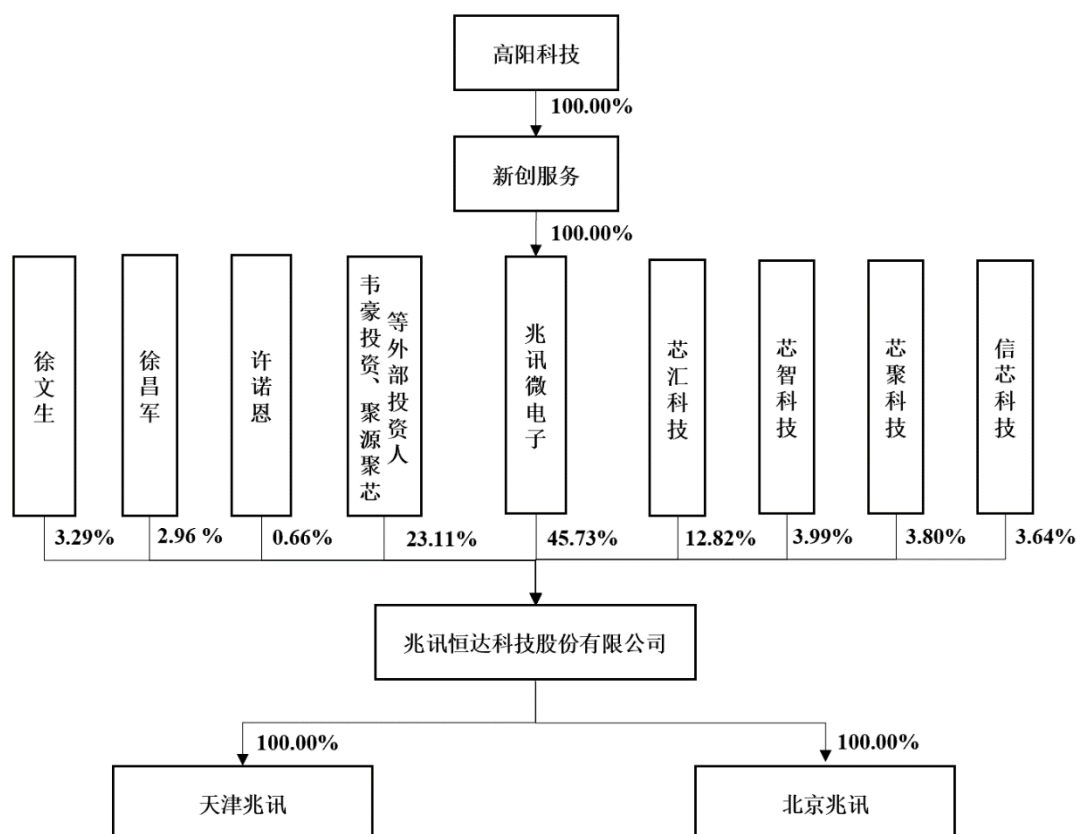 高阳科技
100.00%
新创服务
100.00%
徐文生
徐昌军
许诺恩
韦豪投资、聚源聚芯
等外部投资人
兆讯微电子
芯汇科技
芯智科技
芯聚科技
信芯科技
3.29%
2.96 %
0.66%
23.11%
45.73%
12.82%
3.99%
3.80%
3.64%
兆讯恒达科技股份有限公司
100.00%
100.00%
天津兆讯
北京兆讯